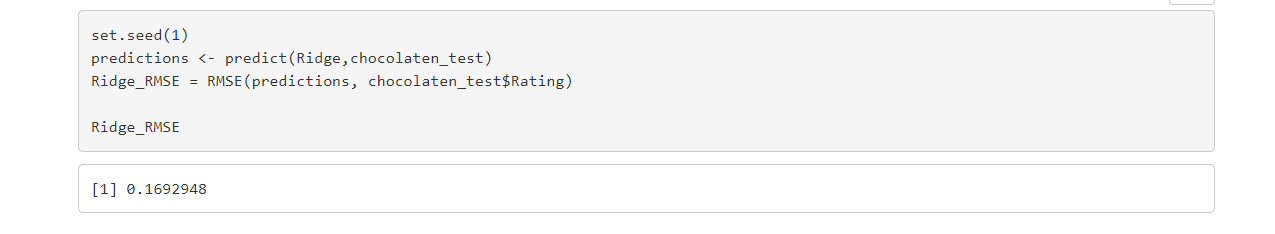 set.seed(1)
predictions <- predict(Ridge,chocolaten_test)
Ridge_RMSE = RMSE(predictions, chocolaten_test$Rating)
Ridge_RMSE
[1] 0.1692948